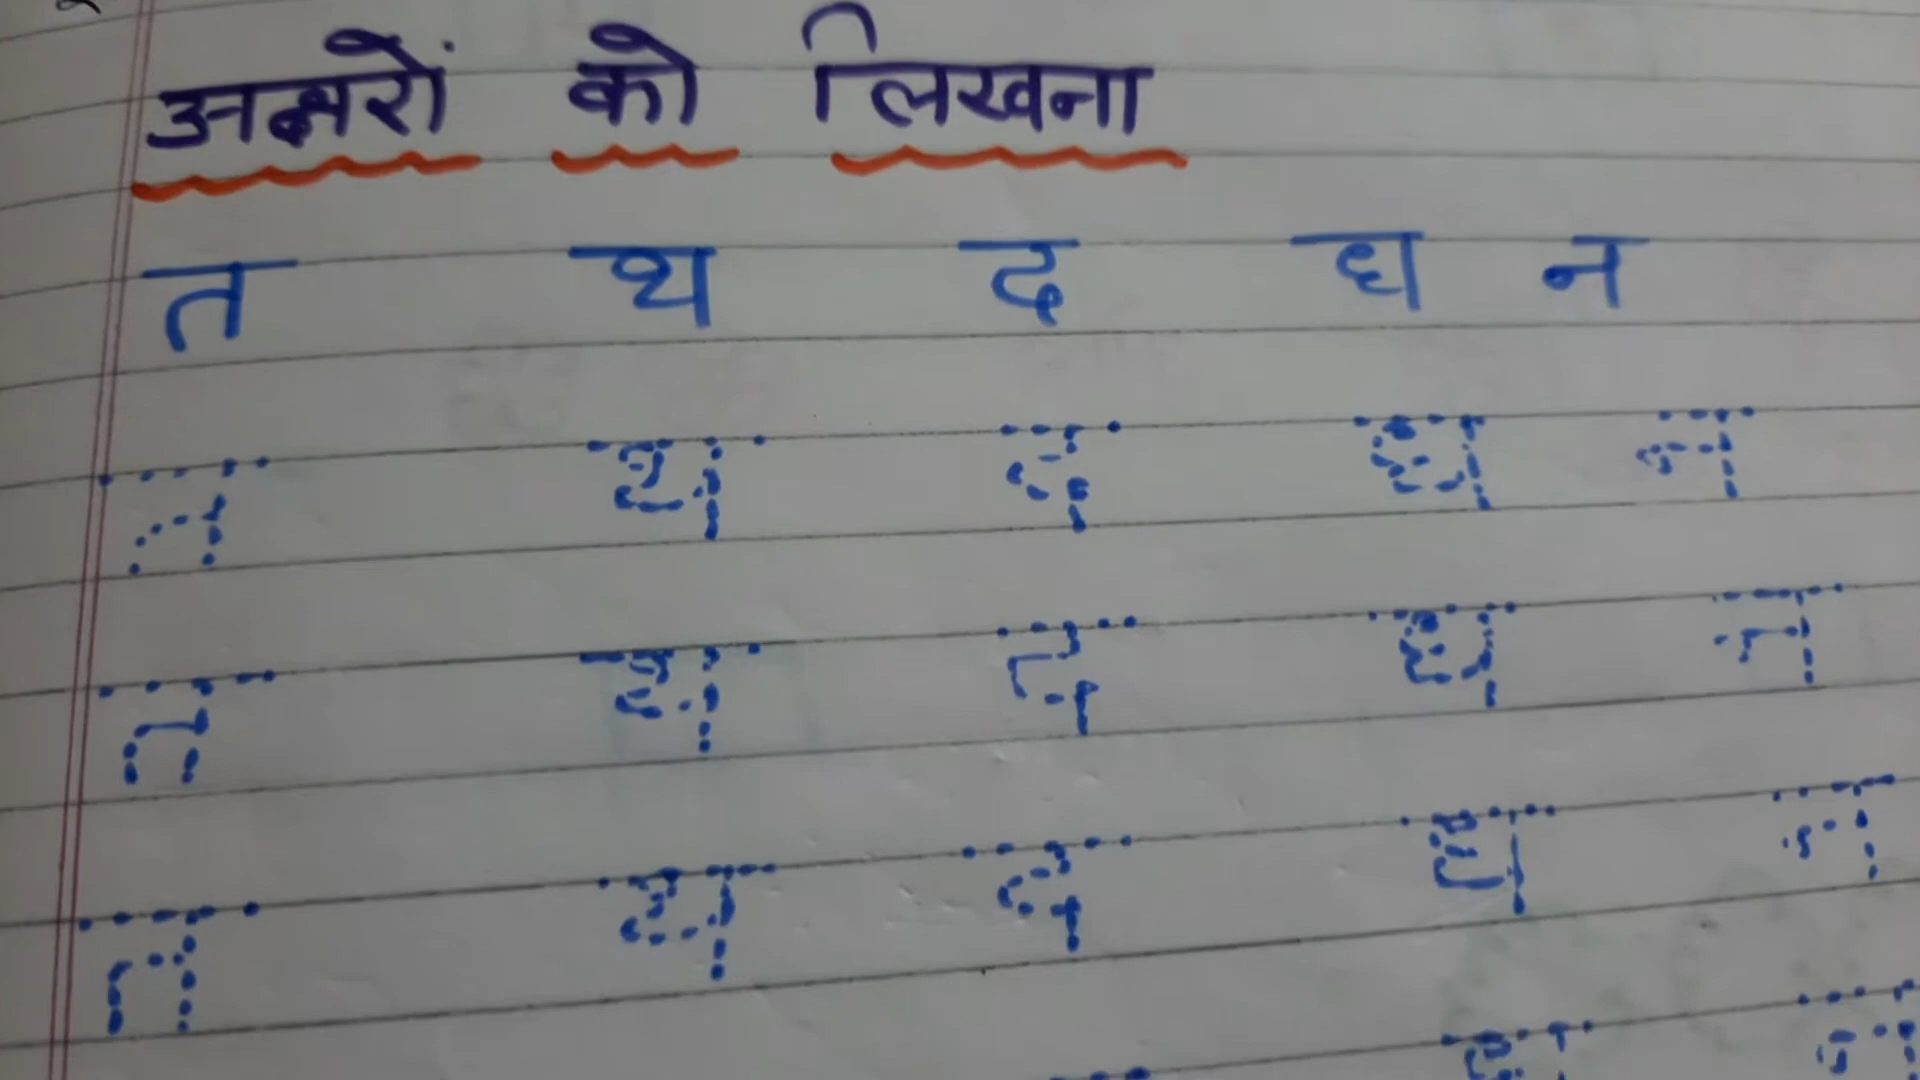 अक्षरों को लिखना
त थ द ध न
त थ द ध न
त थ द ध न
त थ द ध न
ध न